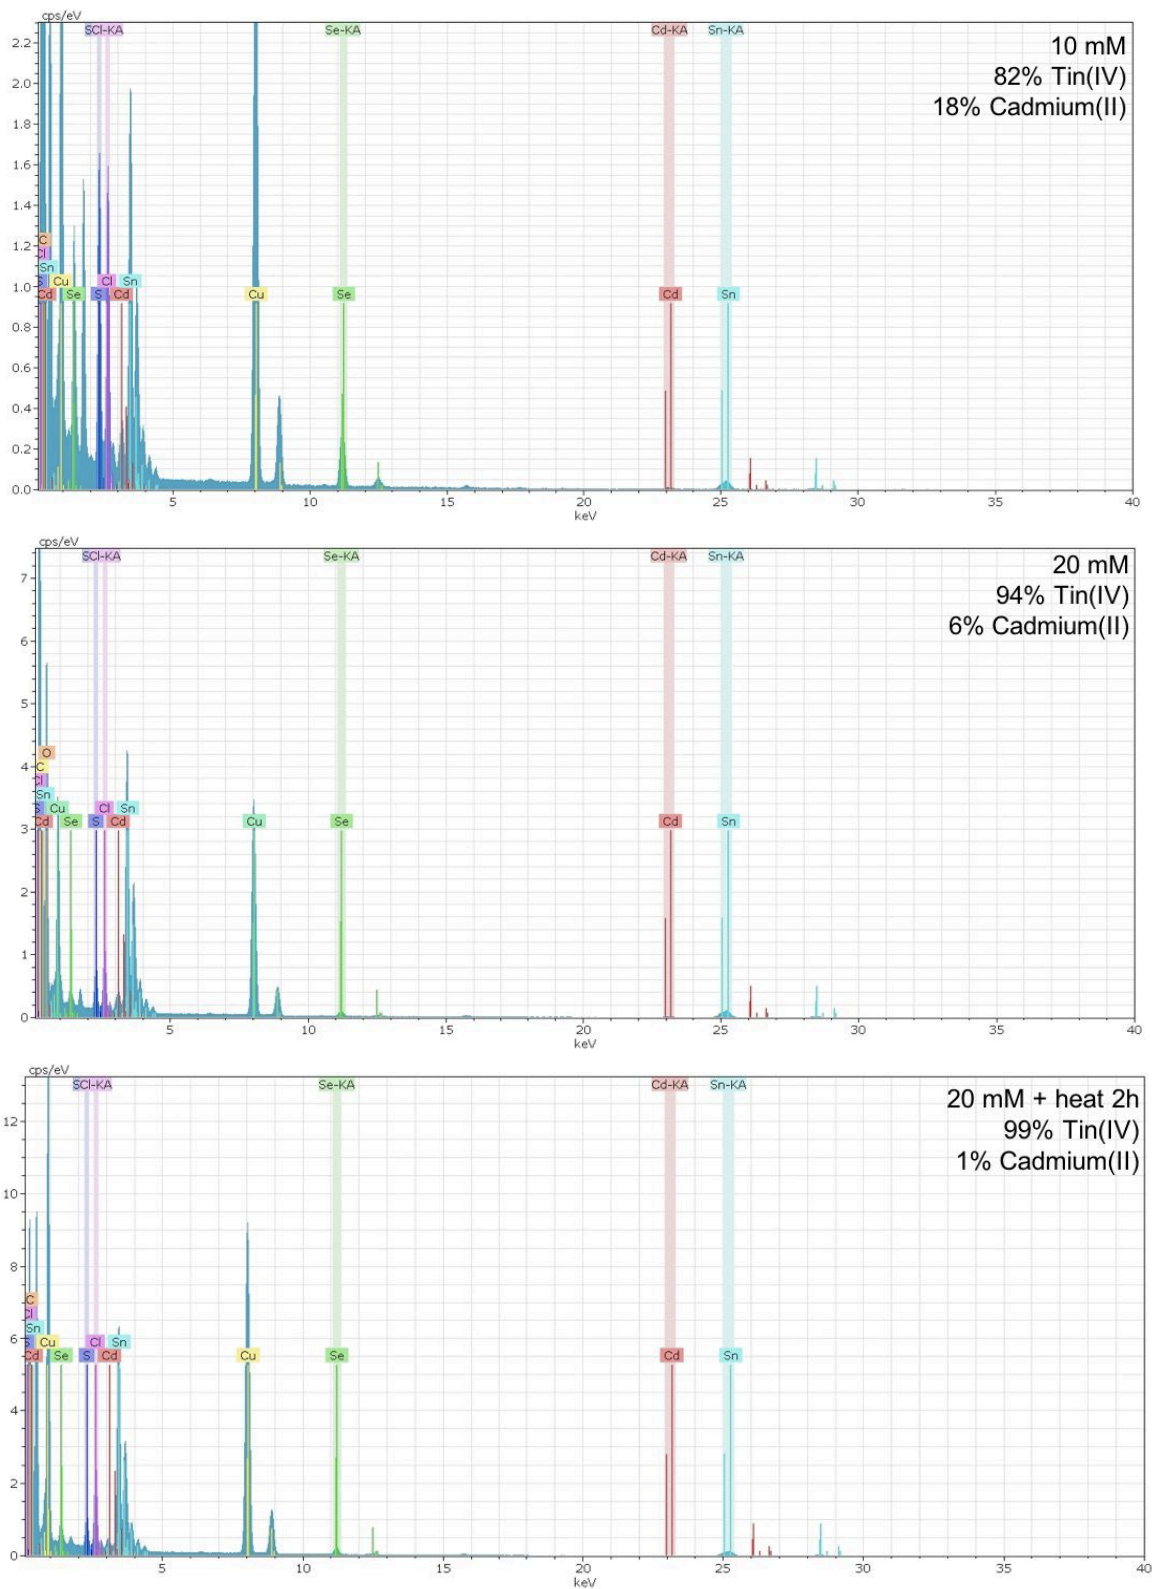 cps/eV
SCl-KA Se-KA Cd-KA Sn-KA
10 mM
82% Tin(IV)
18% Cadmium(II)
2.2
2.0
1.8
1.6
1.4
1.2
1.0
0.8
0.6
0.4
0.2
0.0
C
Cl
Sn
S Cu Cl Sn
Cd Se S Cd Cu Se Cd Sn
5 10 15 20 25 30 35 40
keV
cps/eV
SCl-KA Se-KA Cd-KA Sn-KA
20 mM
94% Tin(IV)
6% Cadmium(II)
7
6
5
4
3
2
1
0
O
C
Cl
Sn
S Cu Cl Sn
Cd Se S Cd Cu Se Cd Sn
5 10 15 20 25 30 35 40
keV
cps/eV
SCl-KA Se-KA Cd-KA Sn-KA
20 mM + heat 2h
99% Tin(IV)
1% Cadmium(II)
12
10
8
6
4
2
0
C
Cl
Sn
S Cu Cl Sn
Cd Se S Cd Cu Se Cd Sn
5 10 15 20 25 30 35 40
keV